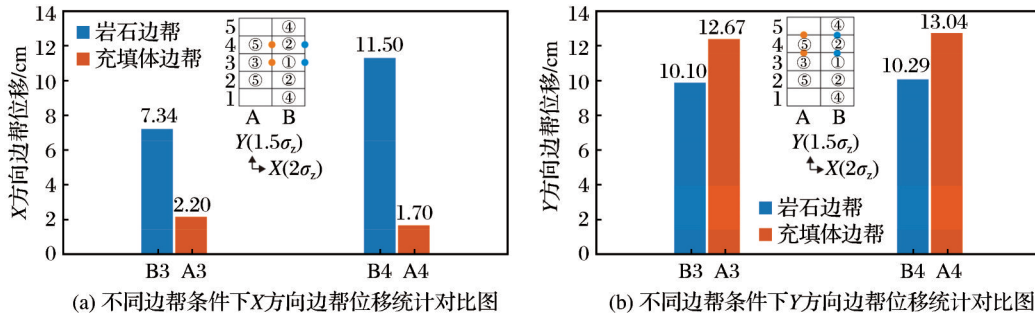 X方向边帮位移/cm
14
12
10
8
6
4
2
0
岩石边帮
充填体边帮
7.34
2.20
11.50
1.70
B3 A3 B4 A4
5 ④
4 ⑤ ②
3 ③ ①
2 ⑤ ②
1 ④
A B
Y(1.5σz)
X(2σz)
(a) 不同边帮条件下X方向边帮位移统计对比图
Y方向边帮位移/cm
14
12
10
8
6
4
2
0
10.10
12.67
10.29
13.04
5 ④
4 ⑤ ②
3 ③ ①
2 ⑤ ②
1 ④
A B
Y(1.5σz)
X(2σz)
岩石边帮
充填体边帮
B3 A3 B4 A4
(b) 不同边帮条件下Y方向边帮位移统计对比图